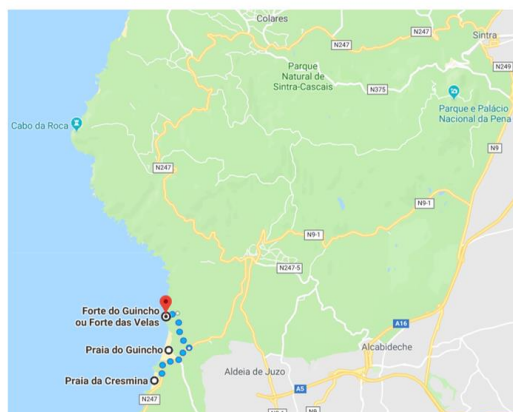 Colares
N247
N247
Sintra
Parque
Natural de
Sintra-Cascais
N375
N249
Parque e Palácio
Nacional da Pena
Cabo da Roca
N9
N247
N9-1
N9-1
N247-5
Forte do Guincho
ou Forte das Velas
A16
Praia do Guincho
Alcabideche
Aldeia de Juzo
Praia da Cresmina
A5
N247